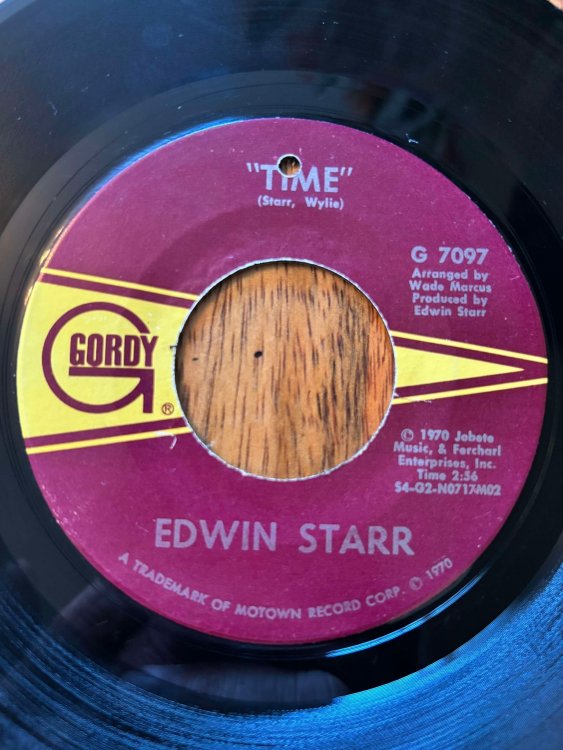 "TIME"
(Starr, Wylie)
G 7097
Arranged by
Wade Marcus
Produced by
Edwin Starr
GORDY
®
© 1970 Jobete
Music, & Fercharl
Enterprises, Inc.
Time 2:56
S4-G2-N0717-M02
EDWIN STARR
A TRADEMARK OF MOTOWN RECORD CORP. © 1970